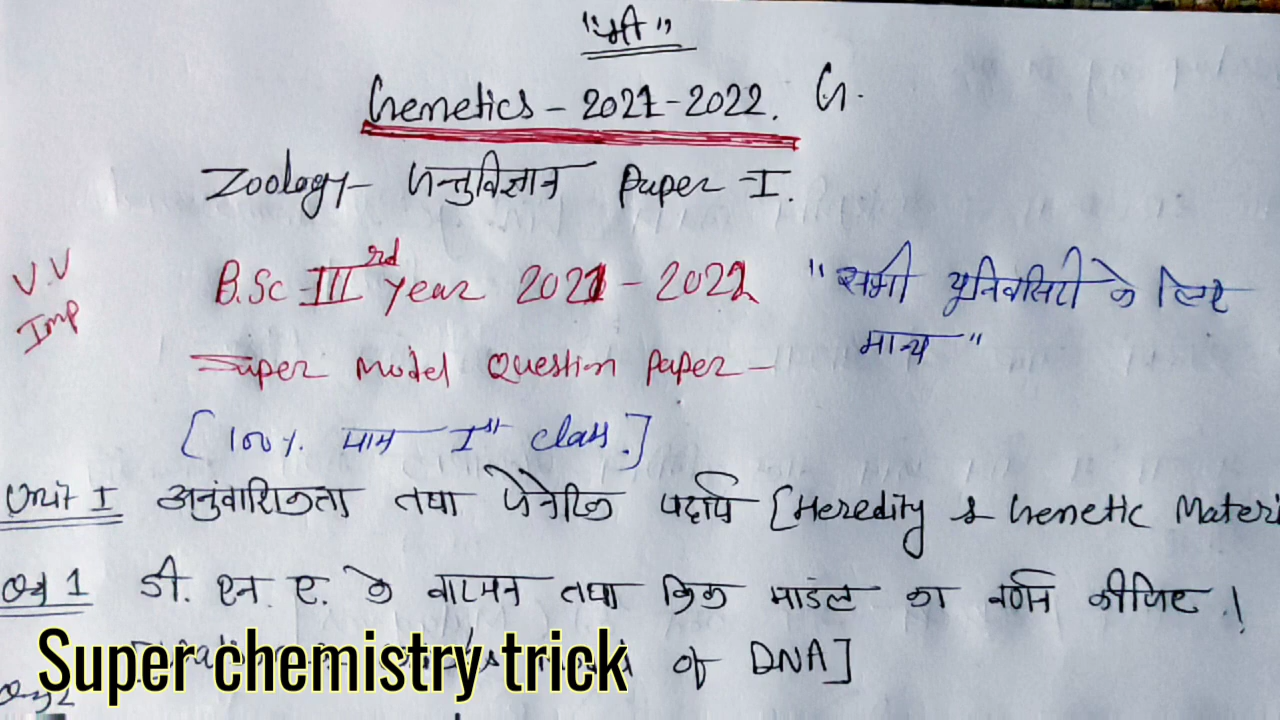 "श्री"
Genetics - 2021-2022. G.
Zoology - जन्तुविज्ञान Paper - I.
V.V Imp
B.Sc III rd year 2021 - 2022 "सभी यूनिवर्सिटी के लिए मान्य"
Super Model Question Paper -
[100%. पास Ist class.]
Unit I अनुवांशिकता तथा जेनेटिक पदार्थ [Heredity & Genetic Materi
1 डी. एन. ए. के वाटसन तथा क्रिक माडल का वर्णन कीजिए !
of DNA]
Super chemistry trick